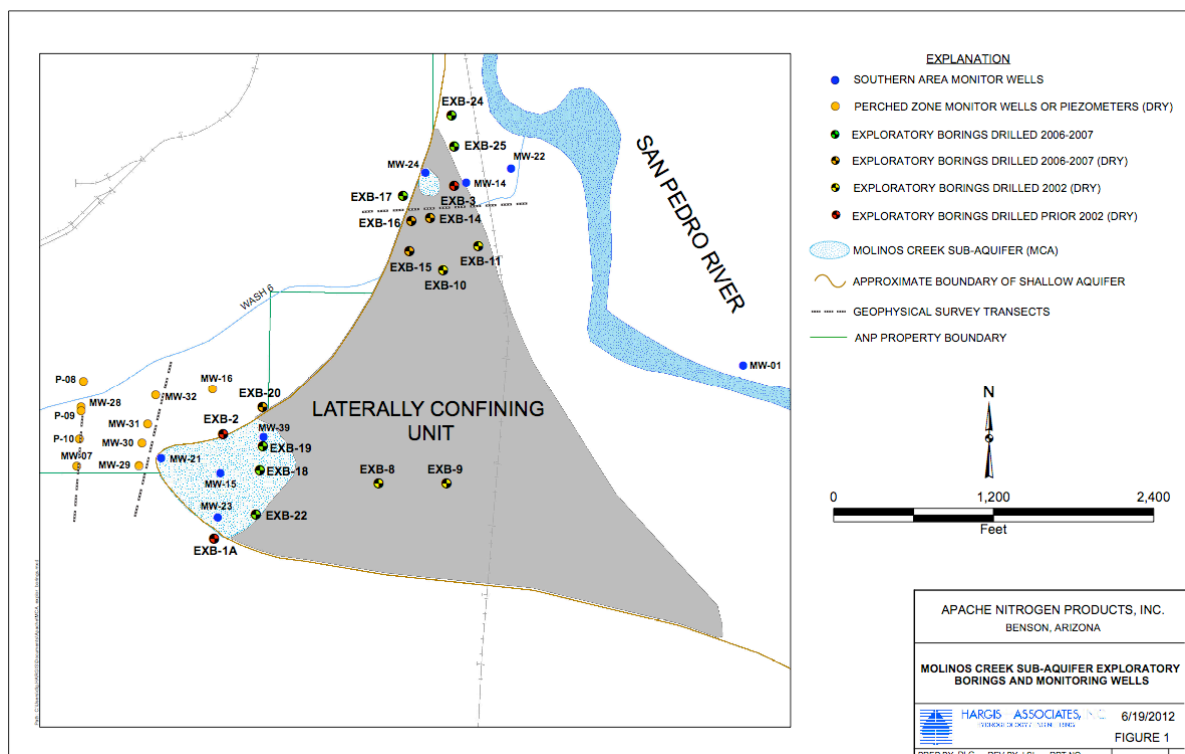 EXPLANATION
SOUTHERN AREA MONITOR WELLS
PERCHED ZONE MONITOR WELLS OR PIEZOMETERS (DRY)
EXPLORATORY BORINGS DRILLED 2006-2007
EXPLORATORY BORINGS DRILLED 2006-2007 (DRY)
EXPLORATORY BORINGS DRILLED 2002 (DRY)
EXPLORATORY BORINGS DRILLED PRIOR 2002 (DRY)
MOLINOS CREEK SUB-AQUIFER (MCA)
APPROXIMATE BOUNDARY OF SHALLOW AQUIFER
GEOPHYSICAL SURVEY TRANSECTS
ANP PROPERTY BOUNDARY
EXB-24
EXB-25
MW-22
MW-24
MW-14
EXB-17
EXB-3
EXB-16
EXB-14
EXB-11
EXB-15
EXB-10
SAN PEDRO RIVER
WASH 6
MW-01
P-08
MW-16
MW-32
EXB-20
MW-28
P-09
EXB-2
LATERALLY CONFINING
UNIT
MW-31
MW-39
P-10
MW-30
EXB-19
MW-07
MW-29
MW-21
EXB-18
MW-15
EXB-8
EXB-9
MW-23
EXB-22
EXB-1A
N
0
1,200
2,400
Feet
APACHE NITROGEN PRODUCTS, INC.
BENSON, ARIZONA
MOLINOS CREEK SUB-AQUIFER EXPLORATORY
BORINGS AND MONITORING WELLS
HARGIS ASSOCIATES, INC
6/19/2012
FIGURE 1